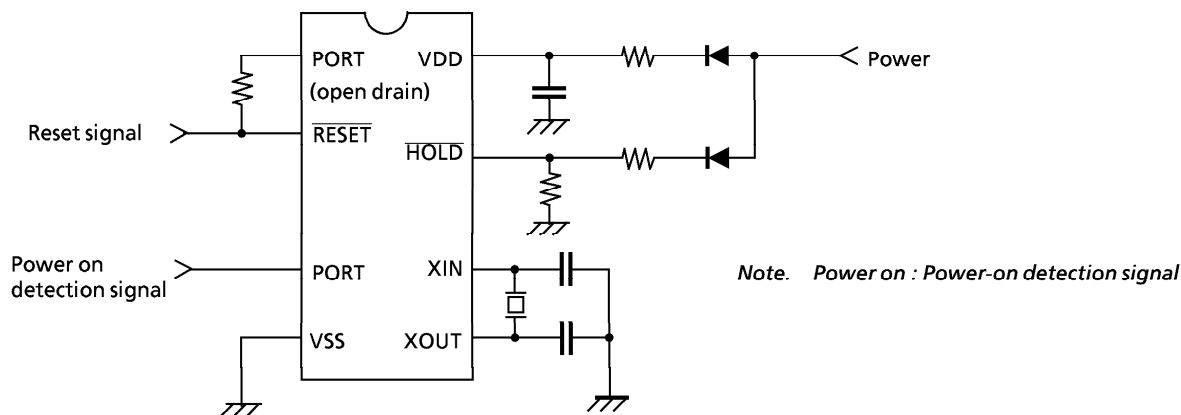 PORT
(open drain)
VDD
Power
Reset signal
RESET
HOLD
Power on
detection signal
PORT
XIN
Note. Power on : Power-on detection signal
VSS
XOUT